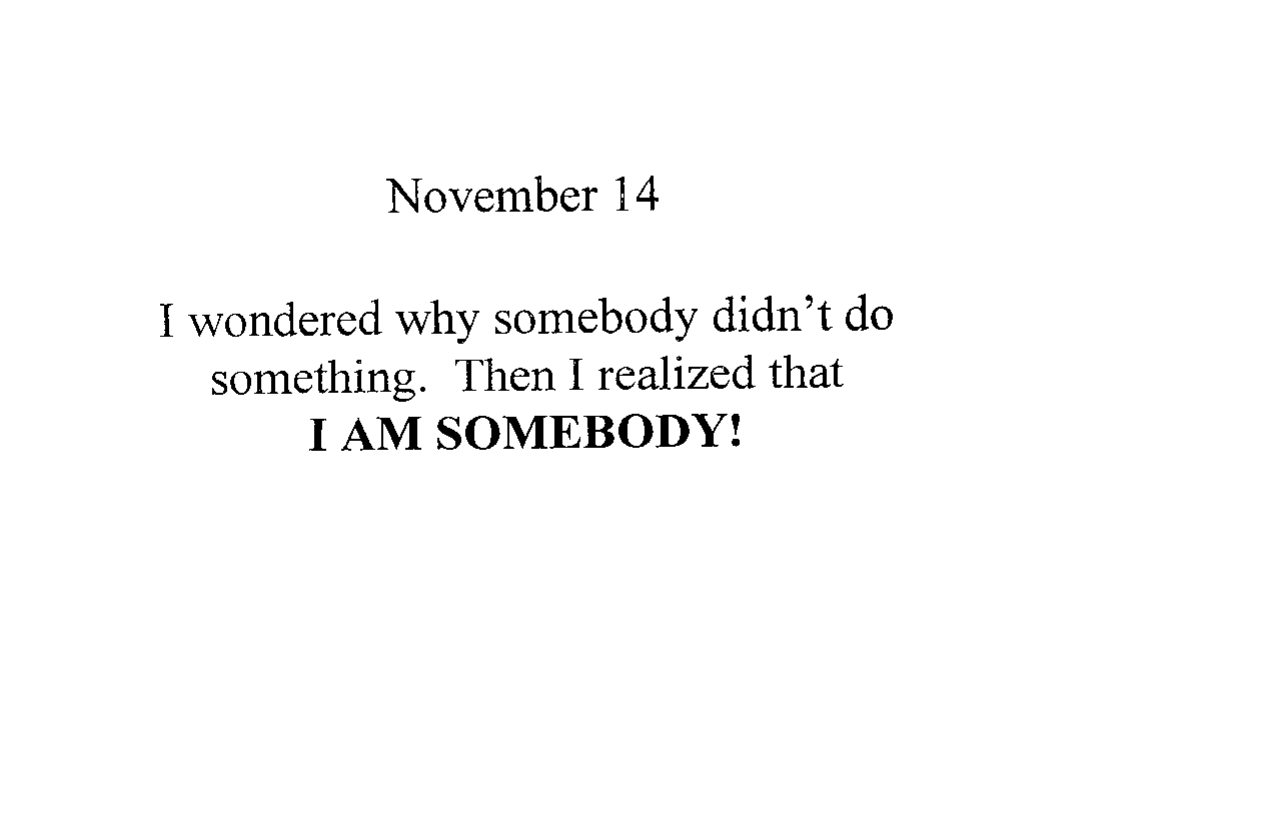 November 14
I wondered why somebody didn’t do
something.  Then I realized that
I AM SOMEBODY!